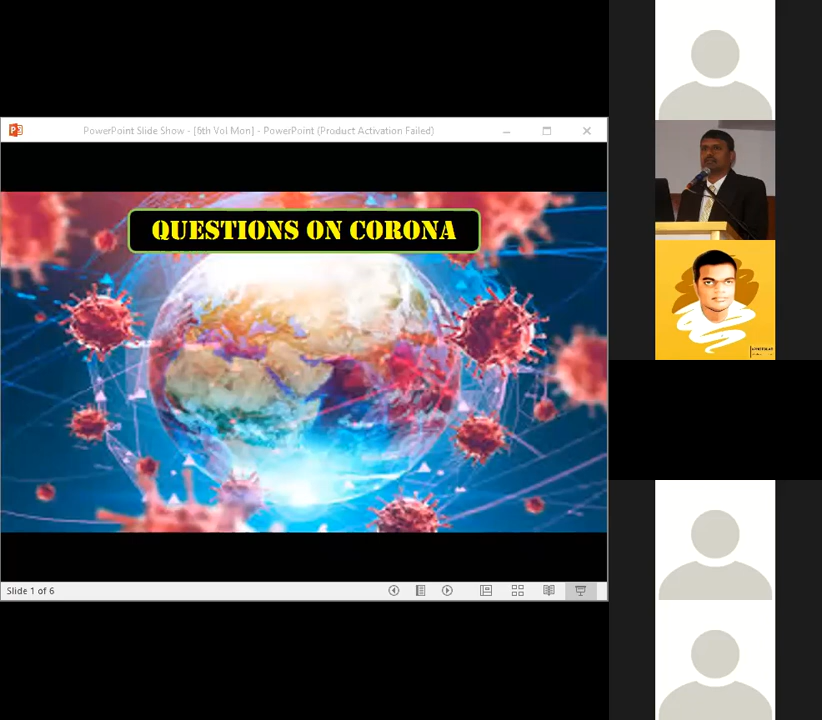 PowerPoint Slide Show - [6th Vol Mon] - PowerPoint (Product Activation Failed)
QUESTIONS ON CORONA
Slide 1 of 6